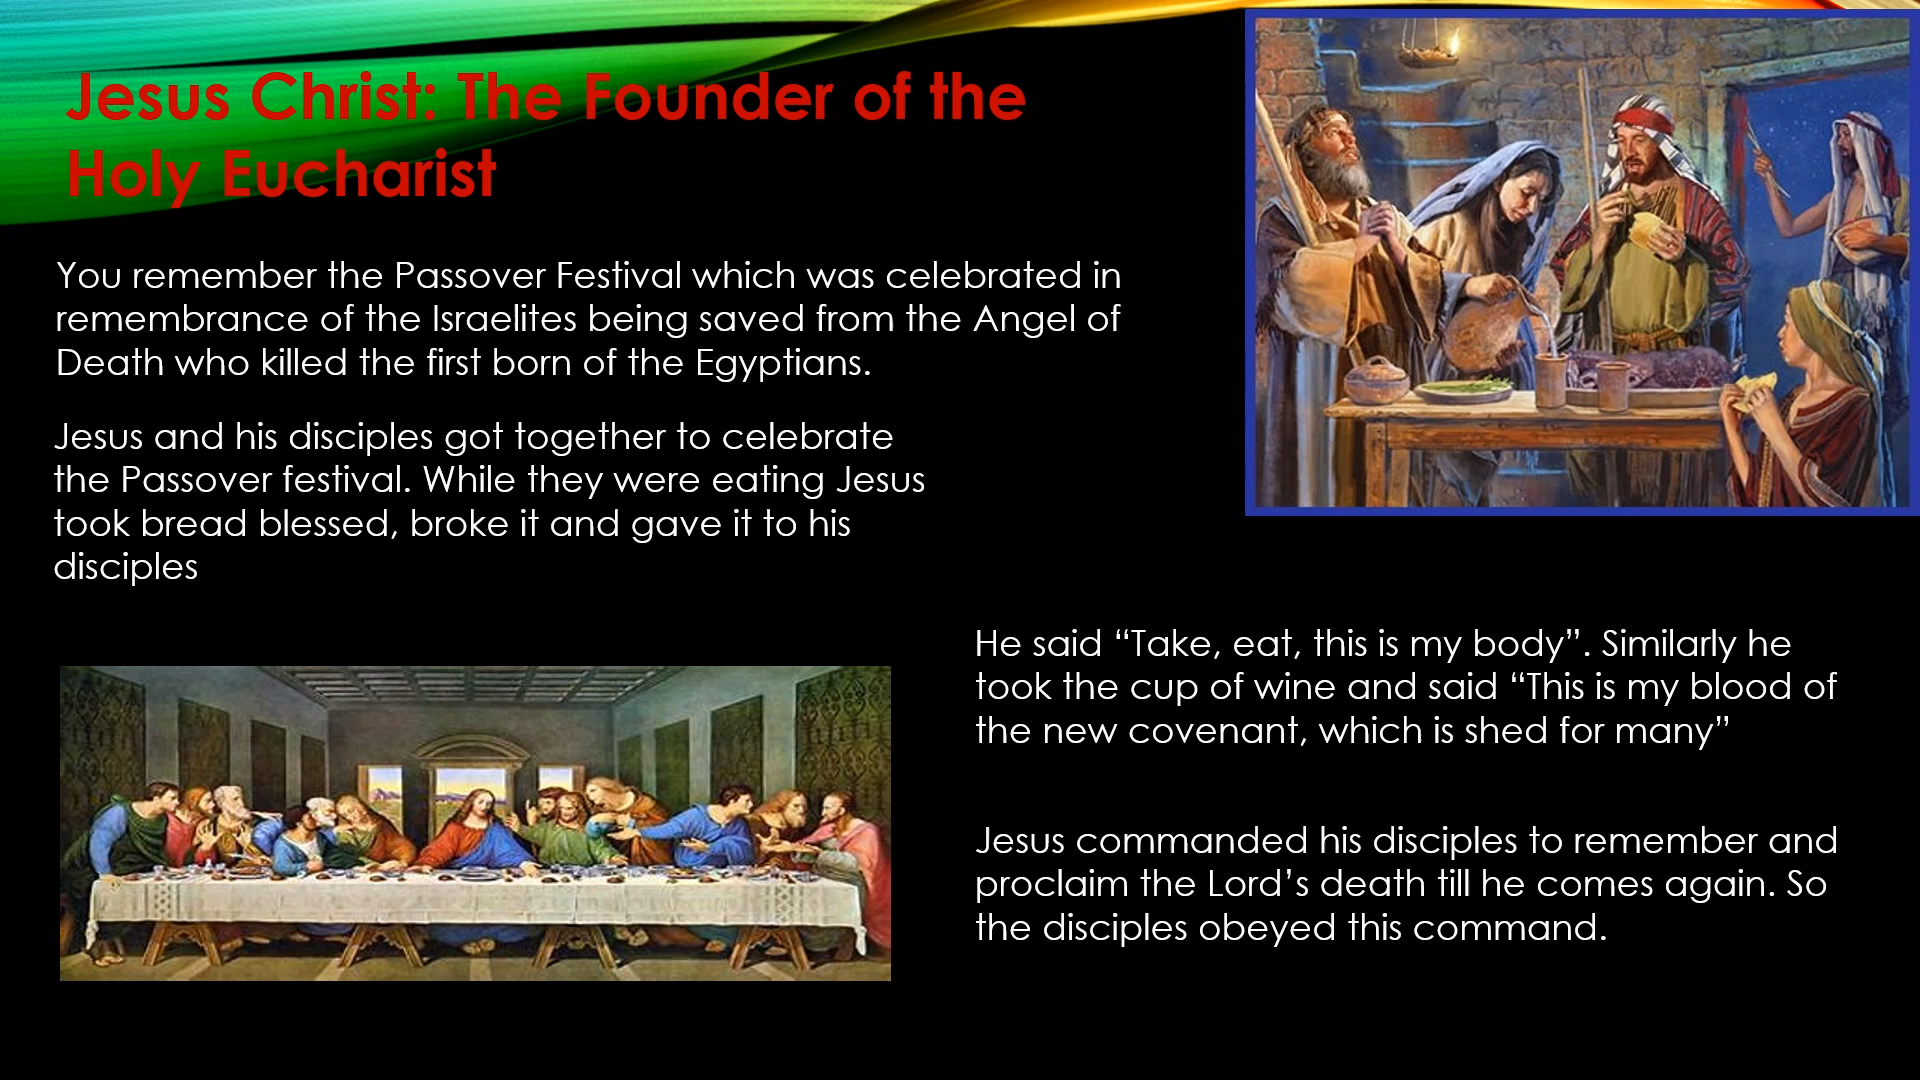 Jesus Christ: The Founder of the
Holy Eucharist
You remember the Passover Festival which was celebrated in
remembrance of the Israelites being saved from the Angel of
Death who killed the first born of the Egyptians.
Jesus and his disciples got together to celebrate
the Passover festival. While they were eating Jesus
took bread blessed, broke it and gave it to his
disciples
He said “Take, eat, this is my body”. Similarly he
took the cup of wine and said “This is my blood of
the new covenant, which is shed for many”
Jesus commanded his disciples to remember and
proclaim the Lord’s death till he comes again. So
the disciples obeyed this command.